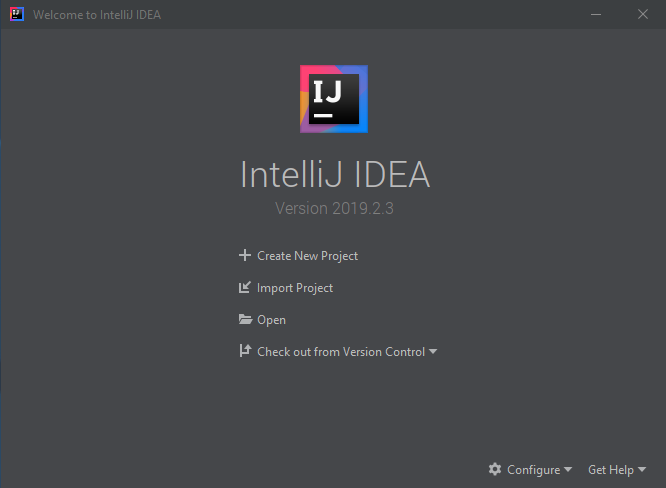 Welcome to IntelliJ IDEA
IJ
IntelliJ IDEA
Version 2019.2.3
Create New Project
Import Project
Open
Check out from Version Control
Configure Get Help